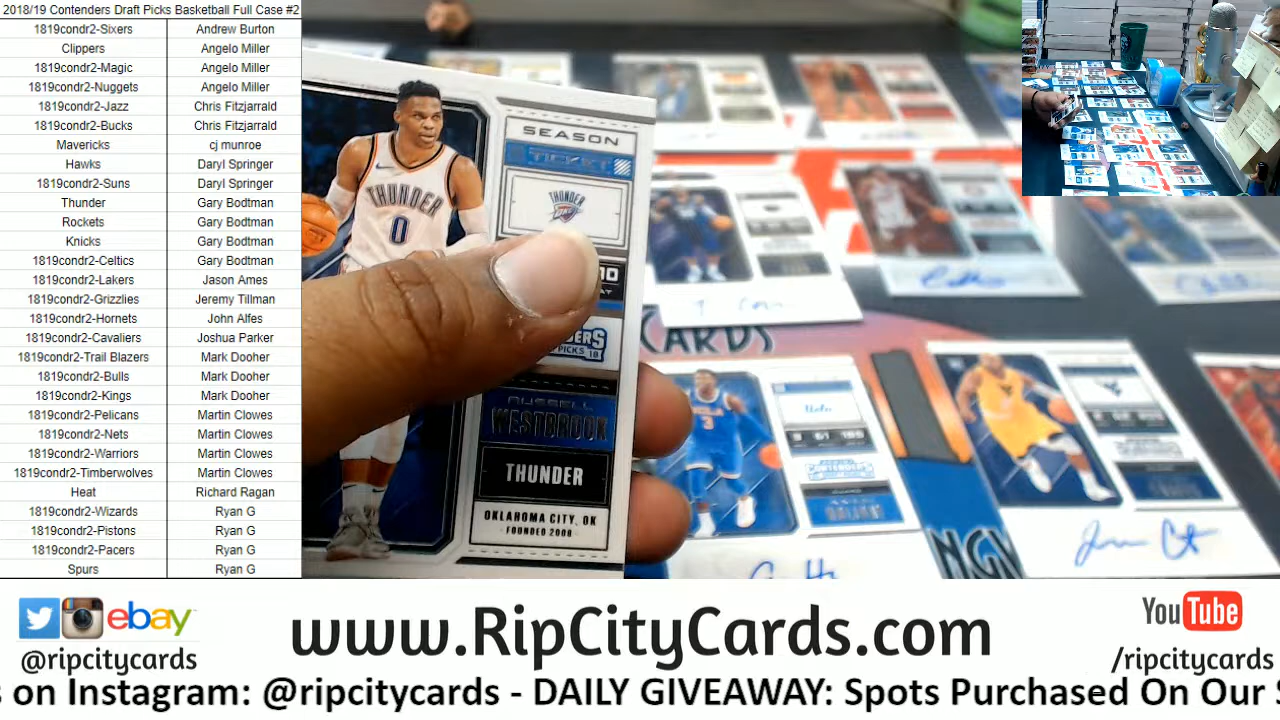 2018/19 Contenders Draft Picks Basketball Full Case #2
1819condr2-Sixers Andrew Burton
Clippers Angelo Miller
1819condr2-Magic Angelo Miller
1819condr2-Nuggets Angelo Miller
1819condr2-Jazz Chris Fitzjarrald
1819condr2-Bucks Chris Fitzjarrald
Mavericks cj munroe
Hawks Daryl Springer
1819condr2-Suns Daryl Springer
Thunder Gary Bodtman
Rockets Gary Bodtman
Knicks Gary Bodtman
1819condr2-Celtics Gary Bodtman
1819condr2-Lakers Jason Ames
1819condr2-Grizzlies Jeremy Tillman
1819condr2-Hornets John Alfes
1819condr2-Cavaliers Joshua Parker
1819condr2-Trail Blazers Mark Dooher
1819condr2-Bulls Mark Dooher
1819condr2-Kings Mark Dooher
1819condr2-Pelicans Martin Clowes
1819condr2-Nets Martin Clowes
1819condr2-Warriors Martin Clowes
1819condr2-Timberwolves Martin Clowes
Heat Richard Ragan
1819condr2-Wizards Ryan G
1819condr2-Pistons Ryan G
1819condr2-Pacers Ryan G
Spurs Ryan G
SEASON
TICKET
THUNDER
THUNDER
0
RUSSELL
WESTBROOK
THUNDER
OKLAHOMA CITY, OK
FOUNDED 2008
CARDS
3
CONTENDERS
ebay
@ripcitycards
www.RipCityCards.com
YouTube
/ripcitycards
s on Instagram: @ripcitycards - DAILY GIVEAWAY: Spots Purchased On Our S